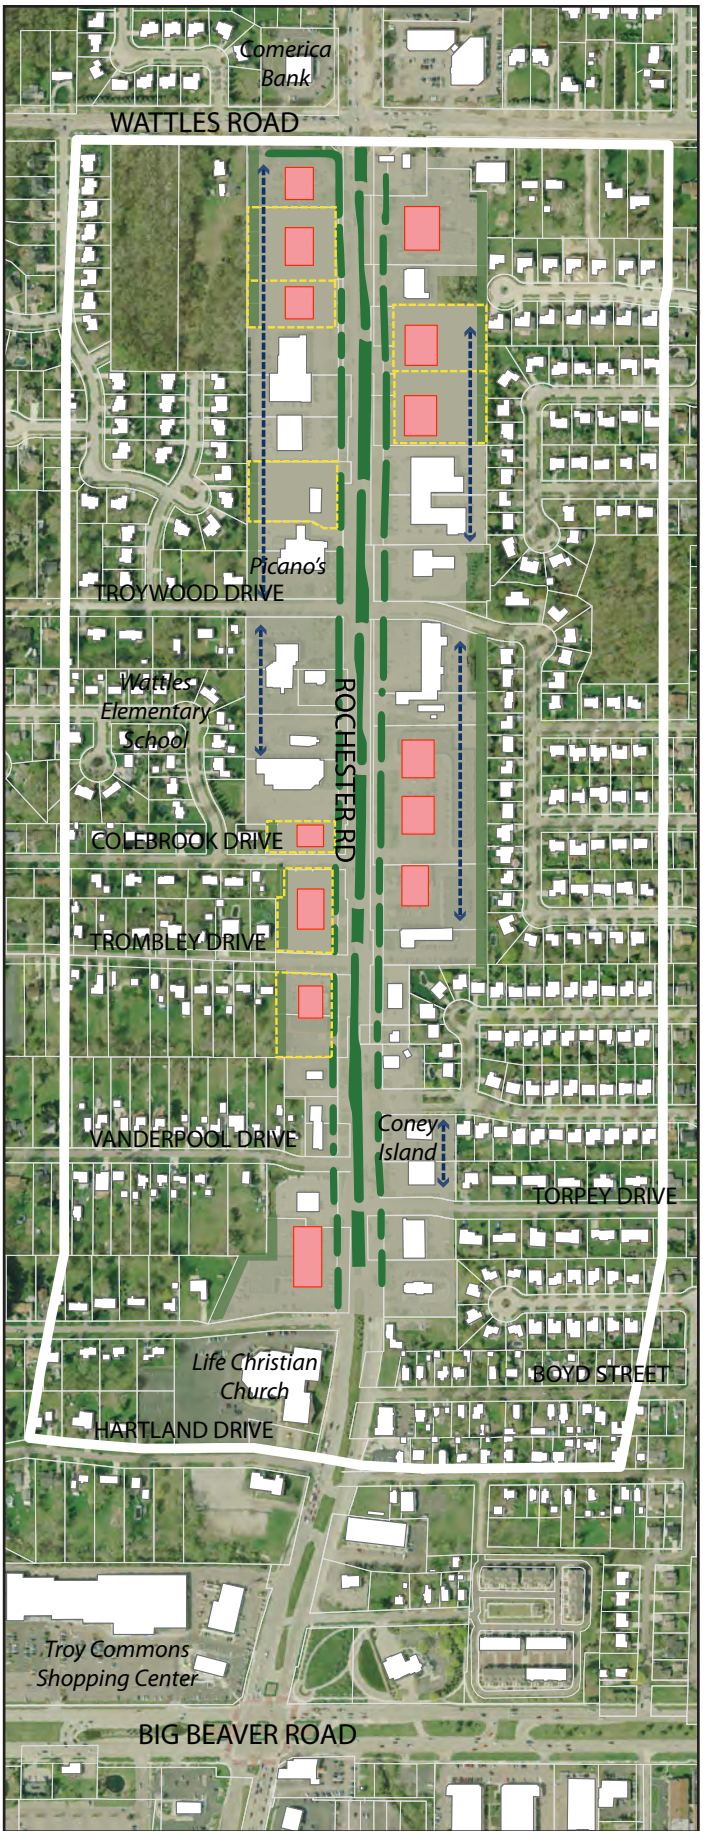 Comerica
Bank
WATTLES ROAD
Picano's
TROYWOOD DRIVE
Wattles
Elementary
School
ROCHESTER RD
COLEBROOK DRIVE
TROMBLEY DRIVE
Coney
Island
VANDERPOOL DRIVE
TORPEY DRIVE
Life Christian
Church
BOYD STREET
HARTLAND DRIVE
Troy Commons
Shopping Center
BIG BEAVER ROAD